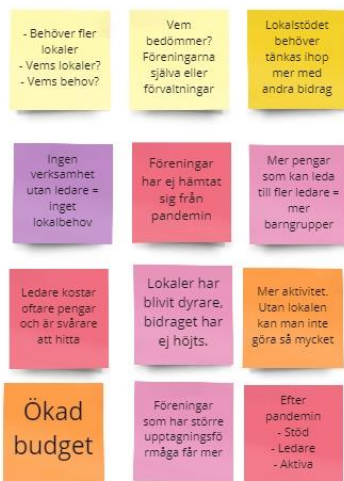 - Behöver fler
lokaler
- Vems lokaler?
- Vems behov?
Vem
bedömmer?
Föreningarna
själva eller
förvaltningar
Lokalstödet
behöver
tänkas ihop
mer med
andra bidrag
Ingen
verksamhet
utan ledare =
inget
lokalbehov
Föreningar
har ej hämtat
sig från
pandemin
Mer pengar
som kan leda
till fler ledare =
mer
barngrupper
Ledare kostar
oftare pengar
och är svårare
att hitta
Lokaler har
blivit dyrare,
bidraget har
ej höjts.
Mer aktivitet.
Utan lokalen
kan man inte
göra så mycket
Ökad
budget
Föreningar
som har större
upptagningsfö
rmåga får mer
Efter
pandemin
- Stöd
- Ledare
- Aktiva